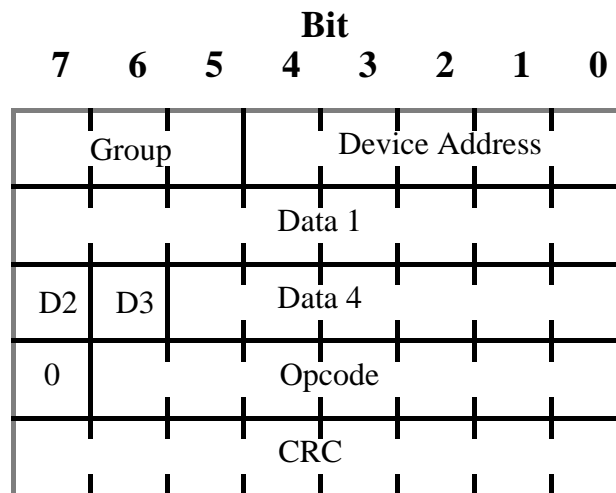 Bit
7 6 5 4 3 2 1 0
Group Device Address
Data 1
D2 D3 Data 4
0 Opcode
CRC